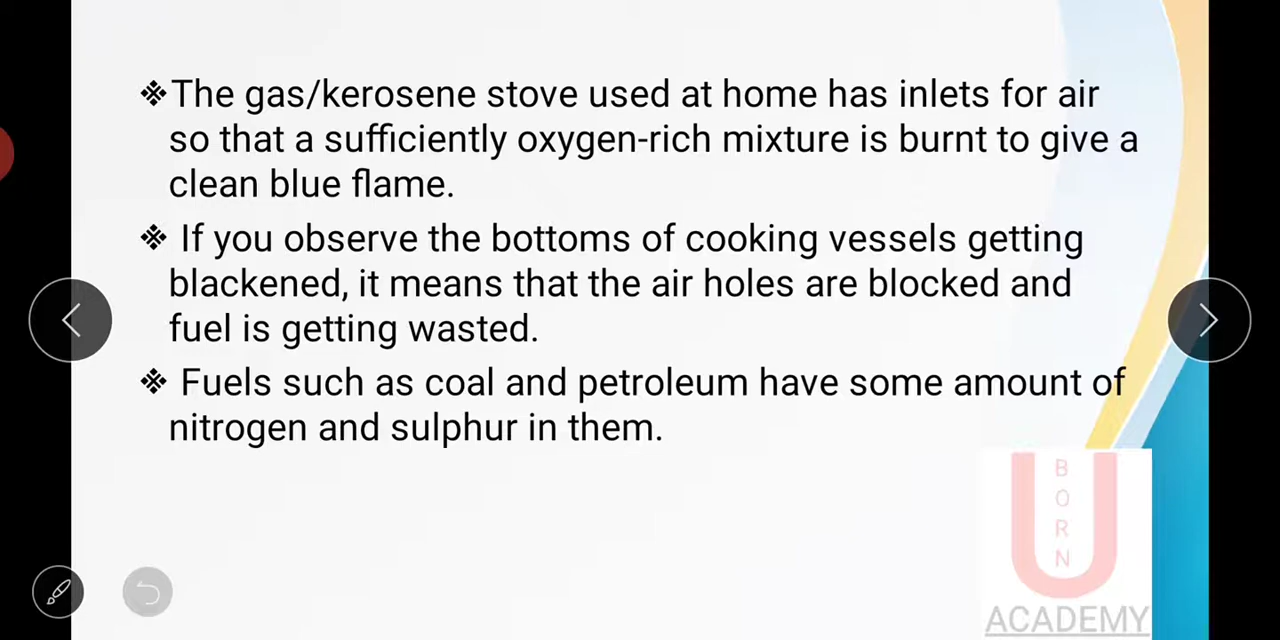 ❖The gas/kerosene stove used at home has inlets for air
so that a sufficiently oxygen-rich mixture is burnt to give a
clean blue flame.
❖ If you observe the bottoms of cooking vessels getting
blackened, it means that the air holes are blocked and
fuel is getting wasted.
❖ Fuels such as coal and petroleum have some amount of
nitrogen and sulphur in them.
U
BORN
ACADEMY